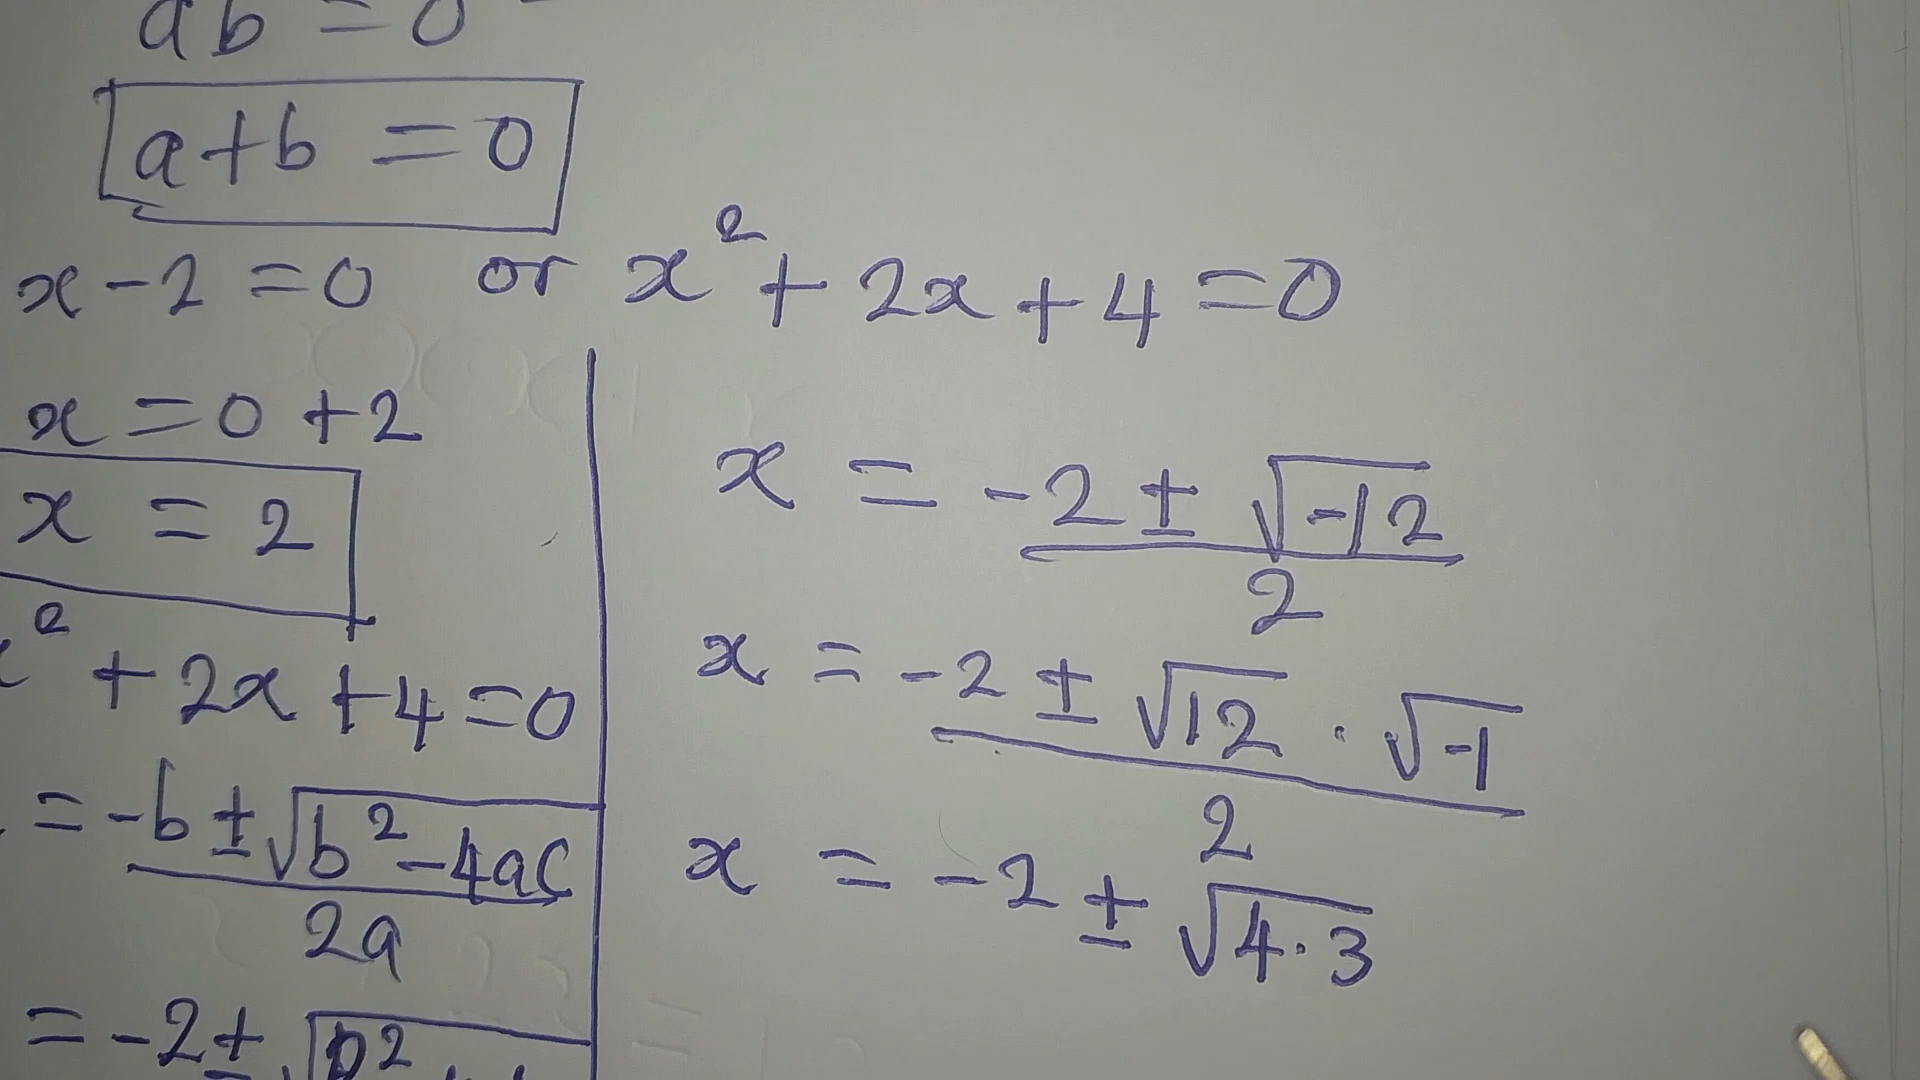 ab = 0
a+b = 0
x-2 = 0 or x² + 2x + 4 = 0
x = 0 + 2
x = 2
² + 2x + 4 = 0
= -b ± √b² - 4ac
2a
= -2 ±
x = -2 ± √-12
2
x = -2 ± √12 · √-1
2
x = -2 ± √4·3